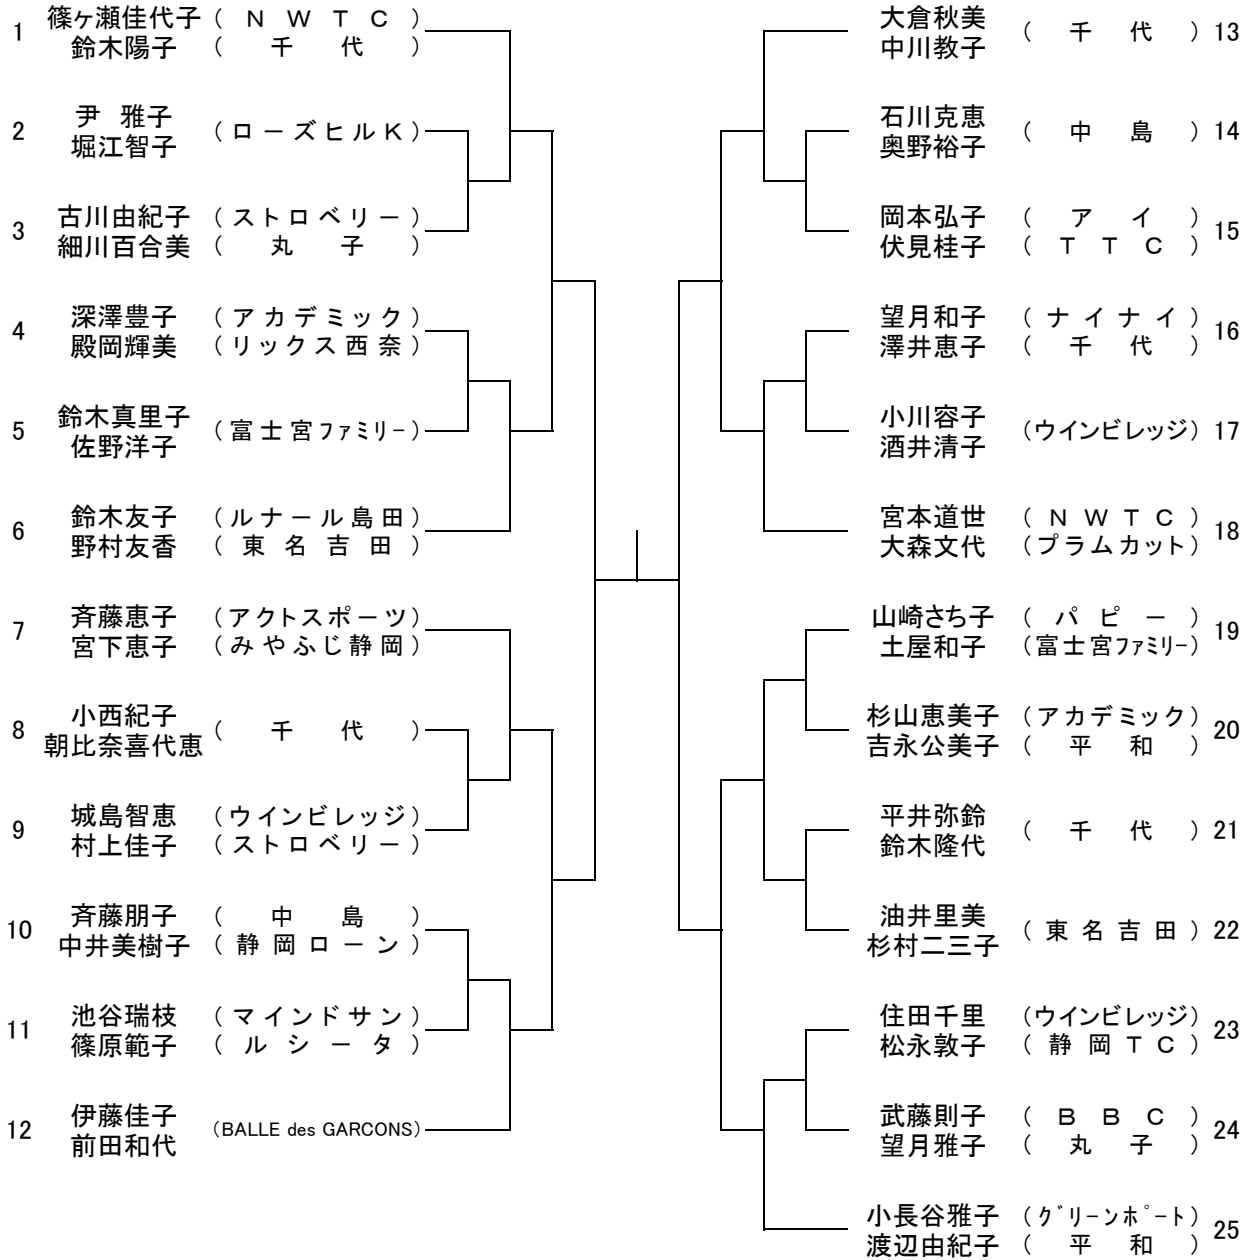 1 篠ヶ瀬佳代子 (NWTC)
鈴木陽子 (千代)
2 尹 雅子 (ローズヒルK)
堀江智子
3 古川由紀子 (ストロベリー)
細川百合美 (丸子)
4 深澤豊子 (アカデミック)
殿岡輝美 (リックス西奈)
5 鈴木真里子 (富士宮ファミリー)
佐野洋子
6 鈴木友子 (ルナール島田)
野村友香 (東名吉田)
7 斉藤恵子 (アクトスポーツ)
宮下恵子 (みやふじ静岡)
8 小西紀子 (千代)
朝比奈喜代恵
9 城島智恵 (ウインビレッジ)
村上佳子 (ストロベリー)
10 斉藤朋子 (中島)
中井美樹子 (静岡ローン)
11 池谷瑞枝 (マインドサン)
篠原範子 (ルシータ)
12 伊藤佳子 (BALLE des GARCONS)
前田和代
大倉秋美 (千代) 13
中川教子
石川克恵 (中島) 14
奥野裕子
岡本弘子 (アイ) 15
伏見桂子 (TTC)
望月和子 (ナイナイ) 16
澤井恵子 (千代)
小川容子 (ウインビレッジ) 17
酒井清子
宮本道世 (NWTC) 18
大森文代 (プラムカット)
山崎さち子 (パピー) 19
土屋和子 (富士宮ファミリー)
杉山恵美子 (アカデミック) 20
吉永公美子 (平和)
平井弥鈴 (千代) 21
鈴木隆代
油井里美 (東名吉田) 22
杉村二三子
住田千里 (ウインビレッジ) 23
松永敦子 (静岡TC)
武藤則子 (BBC) 24
望月雅子 (丸子)
小長谷雅子 (グリーンポート) 25
渡辺由紀子 (平和)